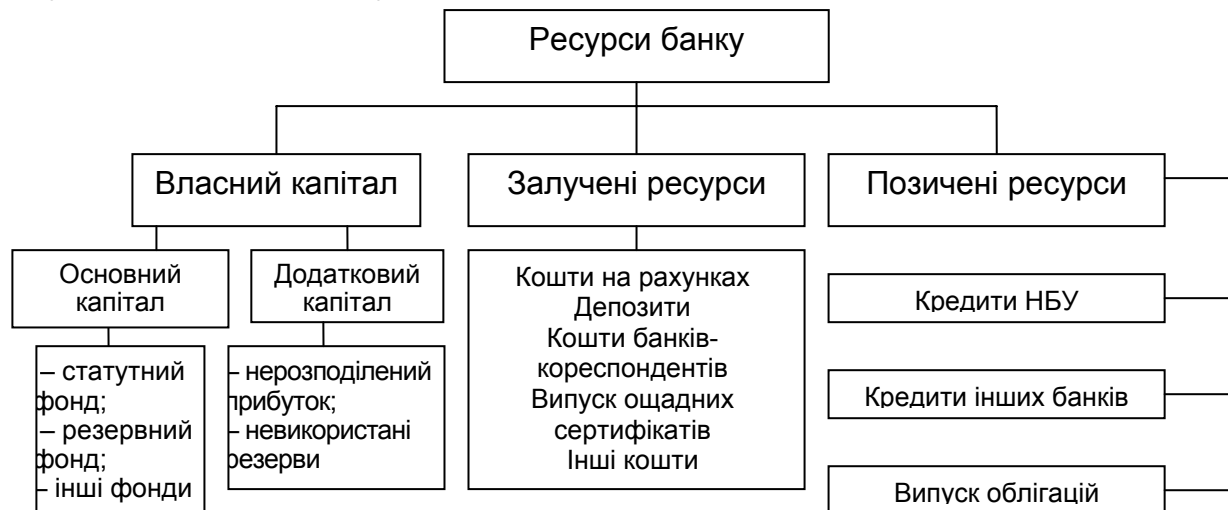 Ресурси банку
Власний капітал
Залучені ресурси
Позичені ресурси
Основний
капітал
Додатковий
капітал
– статутний
фонд;
– резервний
фонд;
– інші фонди
– нерозподілений
прибуток;
– невикористані
резерви
Кошти на рахунках
Депозити
Кошти банків-
кореспондентів
Випуск ощадних
сертифікатів
Інші кошти
Кредити НБУ
Кредити інших банків
Випуск облігацій